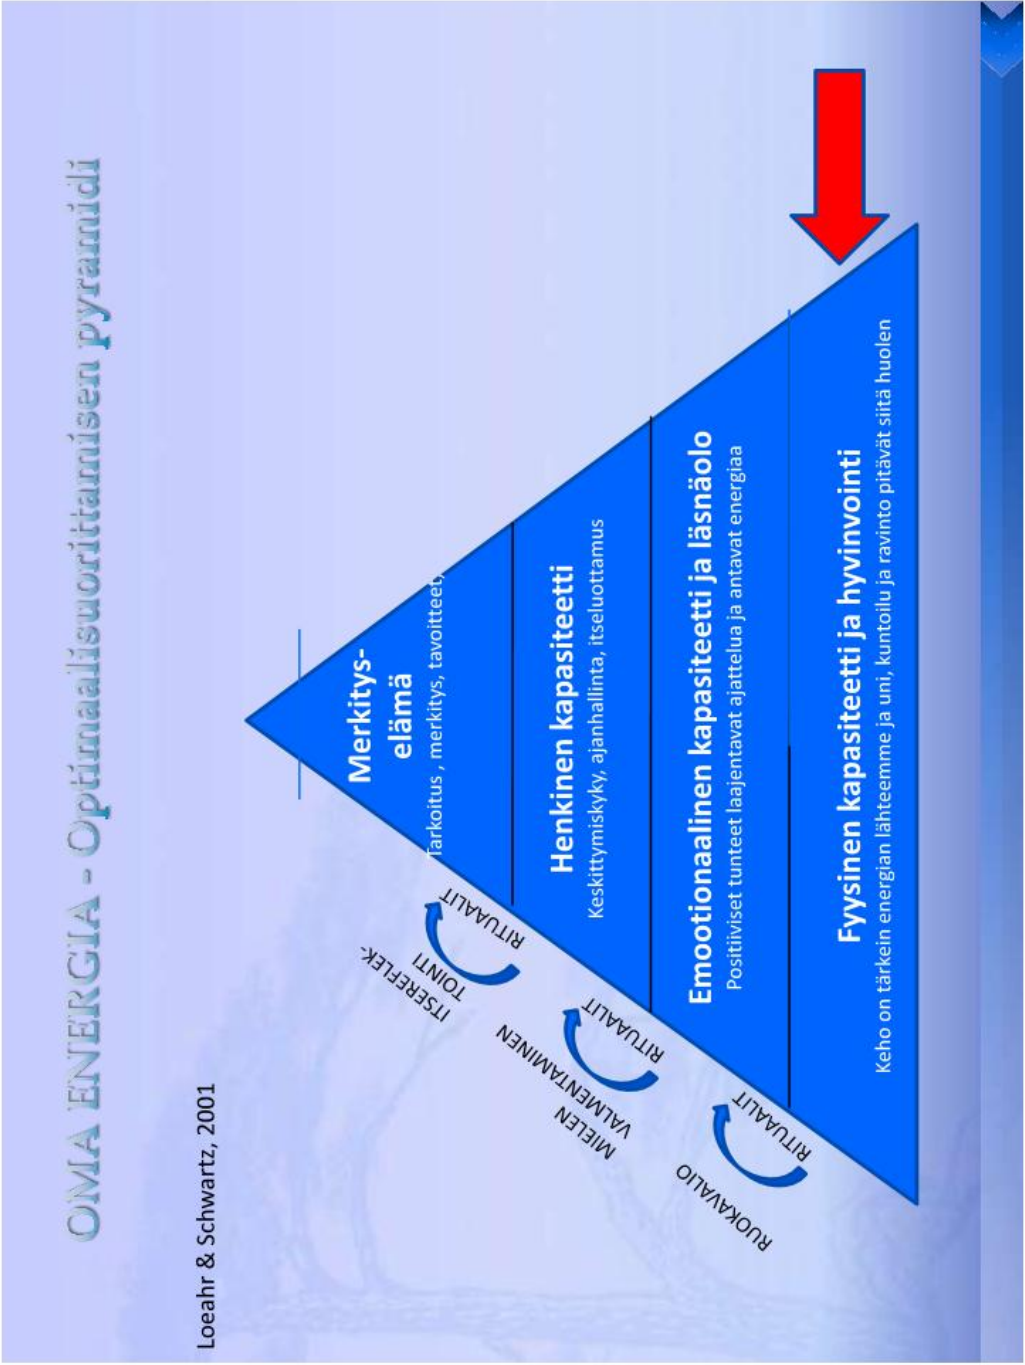 OMA ENERGIA - Optimaalisuorittamisen pyramidi
Loeahr & Schwartz, 2001
Merkitys-
elämä
Tarkoitus , merkitys, tavoitteet,
ITSEREFLEK-
TOINTI
RITUAALIT
Henkinen kapasiteetti
Keskittymiskyky, ajanhallinta, itseluottamus
MIELEN
VALMENTAMINEN
RITUAALIT
Emootionaalinen kapasiteetti ja läsnäolo
Positiiviset tunteet laajentavat ajattelua ja antavat energiaa
RUOKAVALIO
RITUAALIT
Fyysinen kapasiteetti ja hyvinvointi
Keho on tärkein energian lähteemme ja uni, kuntoilu ja ravinto pitävät siitä huolen